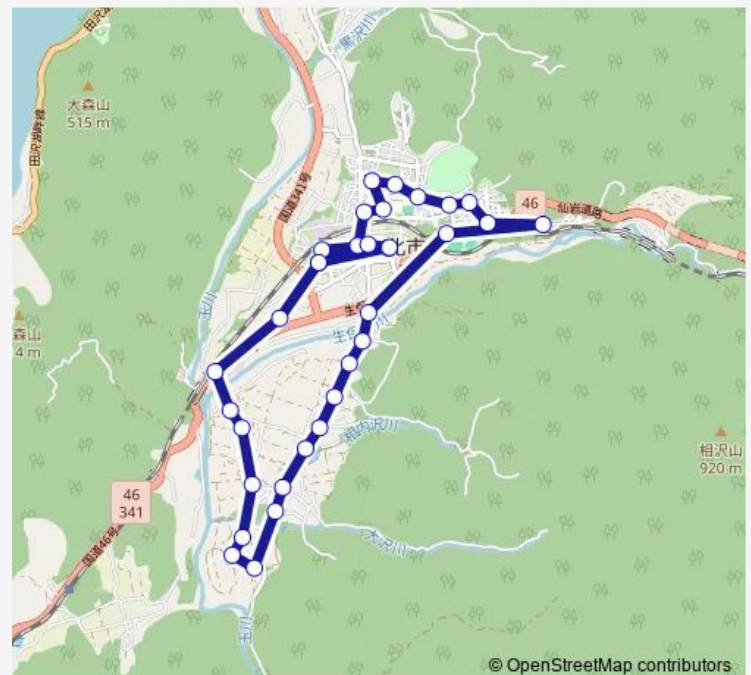 田沢湖
黒沢川
大森山
515 m
田沢湖畔線
国道341号
46
仙岩道路
北市
玉川
森山
4 m
生保
相内沢川
相沢山
920 m
46
341
国道46号
大沢川
玉川
© OpenStreetMap contributors